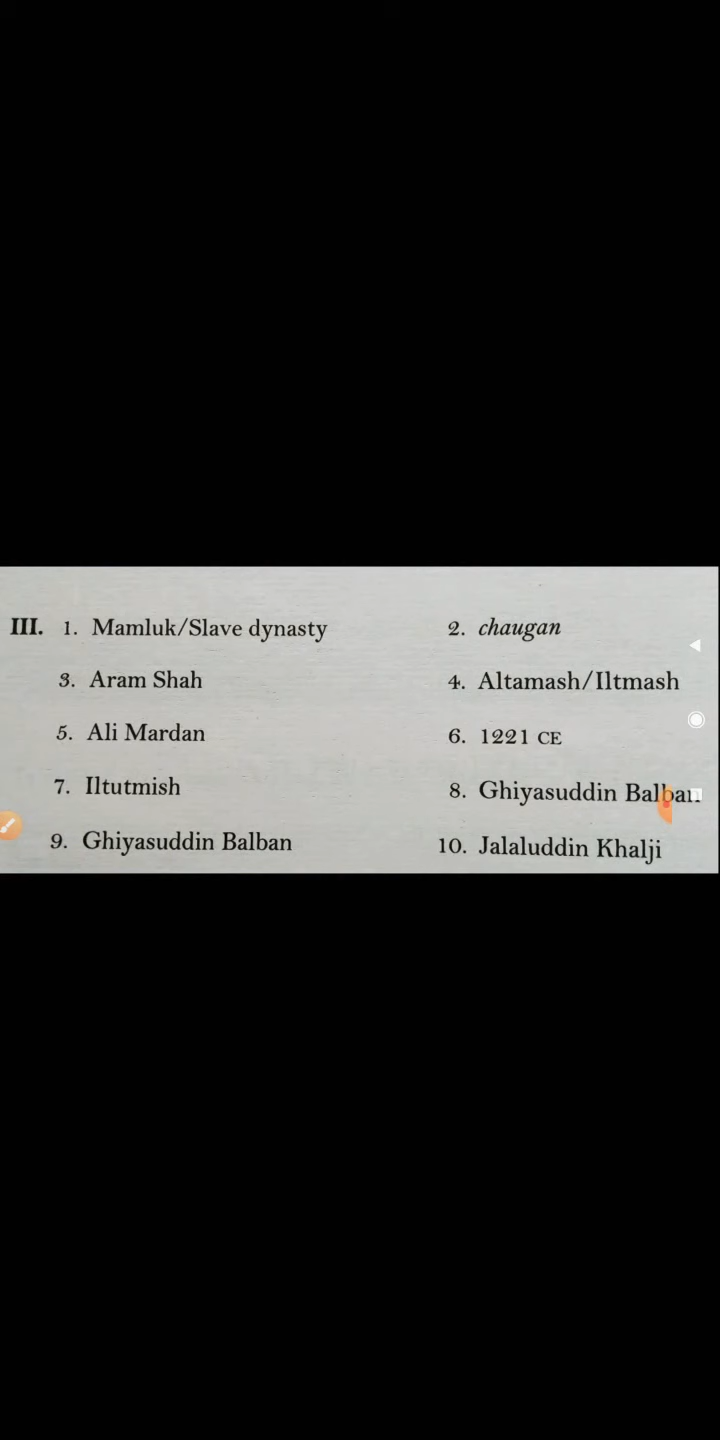 III. 1. Mamluk/Slave dynasty 2. chaugan
3. Aram Shah 4. Altamash/Iltmash
5. Ali Mardan 6. 1221 CE
7. Iltutmish 8. Ghiyasuddin Balban
9. Ghiyasuddin Balban 10. Jalaluddin Khalji